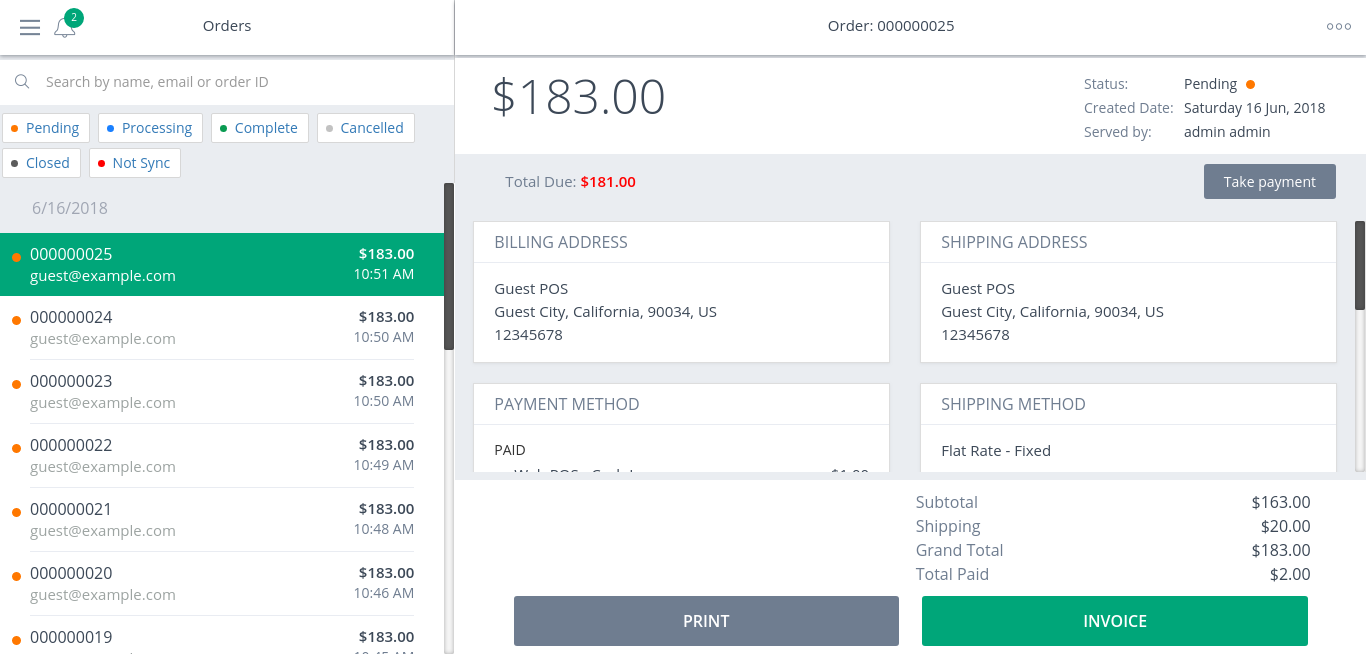 2
Orders
Order: 000000025
Search by name, email or order ID
Pending
Processing
Complete
Cancelled
Closed
Not Sync
6/16/2018
000000025 $183.00
guest@example.com 10:51 AM
000000024 $183.00
guest@example.com 10:50 AM
000000023 $183.00
guest@example.com 10:50 AM
000000022 $183.00
guest@example.com 10:49 AM
000000021 $183.00
guest@example.com 10:48 AM
000000020 $183.00
guest@example.com 10:46 AM
000000019 $183.00
$183.00
Status: Pending
Created Date: Saturday 16 Jun, 2018
Served by: admin admin
Total Due: $181.00
Take payment
BILLING ADDRESS
Guest POS
Guest City, California, 90034, US
12345678
SHIPPING ADDRESS
Guest POS
Guest City, California, 90034, US
12345678
PAYMENT METHOD
PAID
SHIPPING METHOD
Flat Rate - Fixed
Subtotal $163.00
Shipping $20.00
Grand Total $183.00
Total Paid $2.00
PRINT
INVOICE